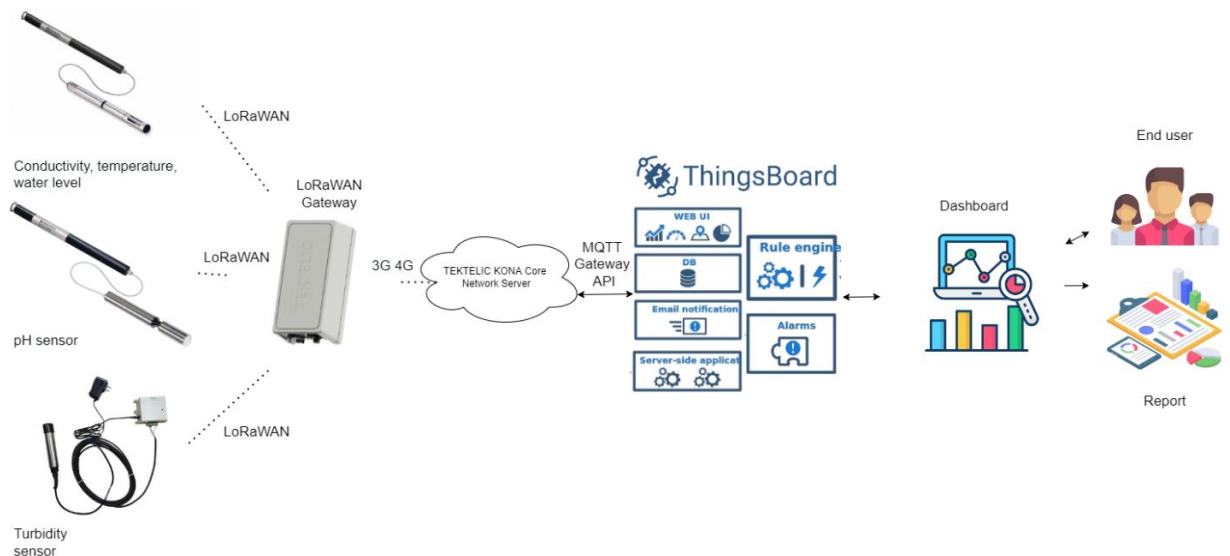 LoRaWAN
Conductivity, temperature,
water level
LoRaWAN
pH sensor
LoRaWAN
Turbidity
sensor
LoRaWAN
Gateway
TEKTELIC
3G 4G
TEKTELIC KONA Core
Network Server
MQTT
Gateway
API
ThingsBoard
WEB UI
DB
Email notification
Server-side applicat
Rule engine
Alarms
Dashboard
End user
Report